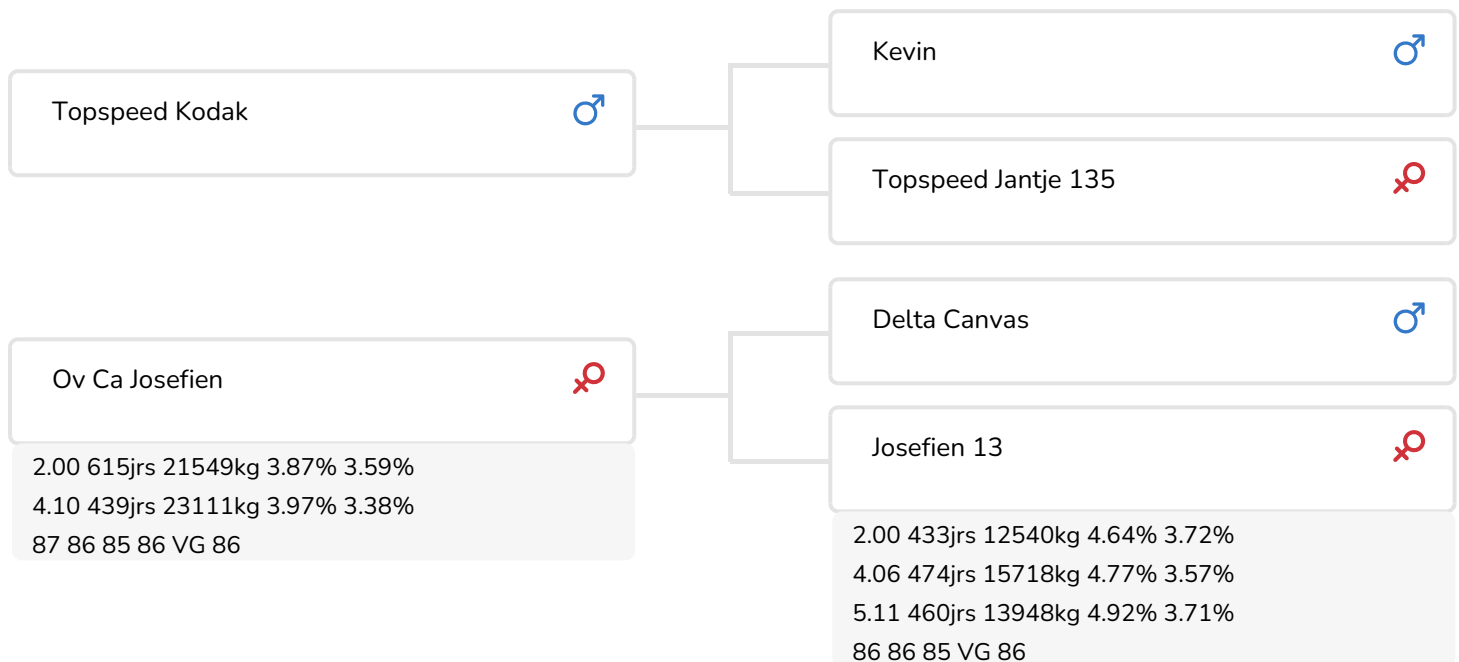 Topspeed Kodak
Kevin
Topspeed Jantje 135
Ov Ca Josefien
2.00 615jrs 21549kg 3.87% 3.59%
4.10 439jrs 23111kg 3.97% 3.38%
87 86 85 86 VG 86
Delta Canvas
Josefien 13
2.00 433jrs 12540kg 4.64% 3.72%
4.06 474jrs 15718kg 4.77% 3.57%
5.11 460jrs 13948kg 4.92% 3.71%
86 86 85 VG 86